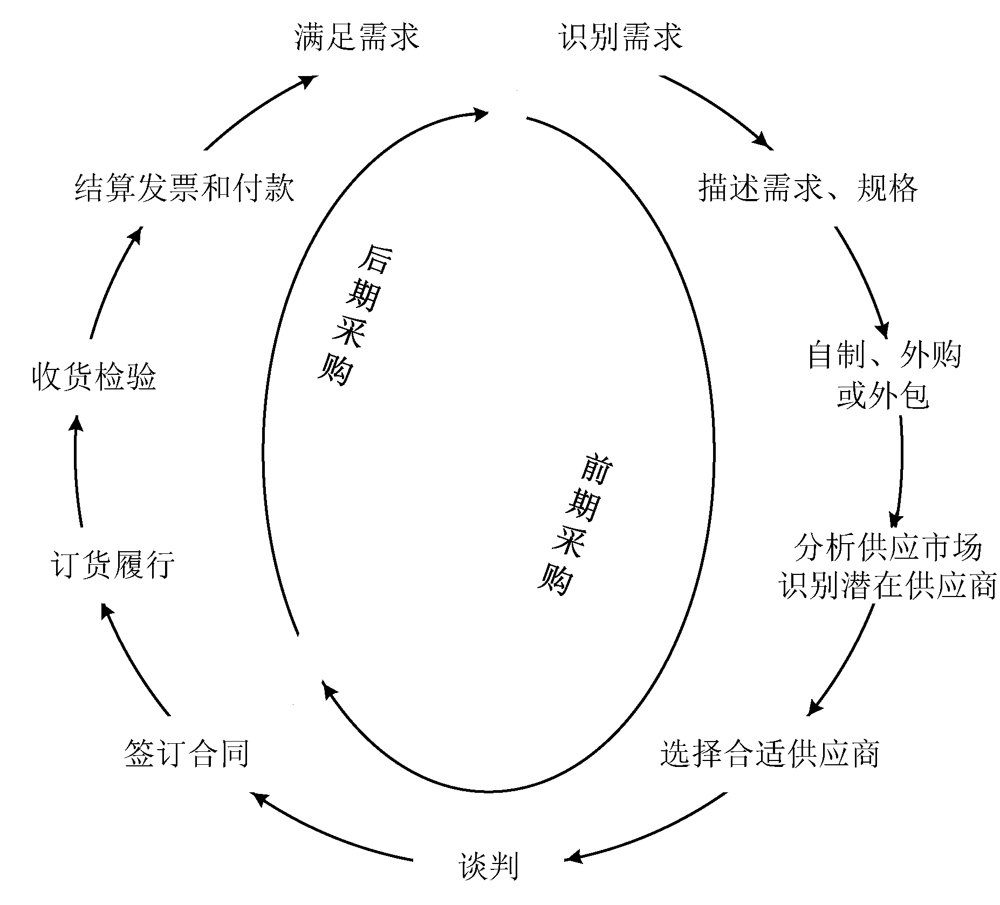 满足需求
识别需求
结算发票和付款
描述需求、规格
后期采购
自制、外购
或外包
收货检验
前期采购
分析供应市场
识别潜在供应商
订货履行
签订合同
选择合适供应商
谈判